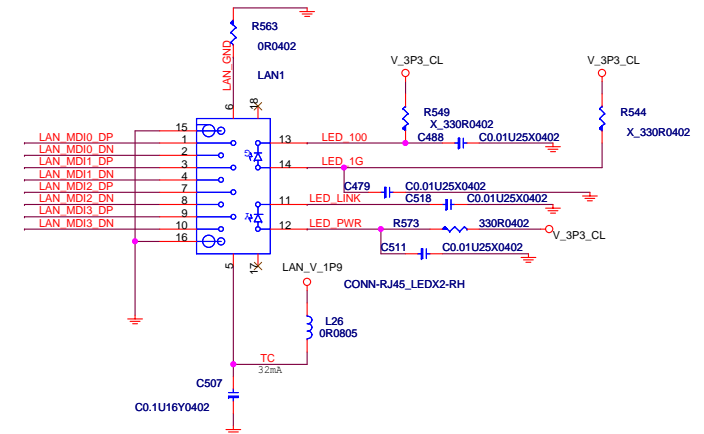 R563
0R0402
LAN_GND
LAN1
V_3P3_CL
V_3P3_CL
6
18
R549
X_330R0402
R544
X_330R0402
15
LAN_MDI0_DP
1
13
LED_100
C488
C0.01U25X0402
LAN_MDI0_DN
2
LAN_MDI1_DP
3
14
LED_1G
LAN_MDI1_DN
4
LAN_MDI2_DP
7
C479
C0.01U25X0402
LAN_MDI2_DN
8
11
LED_LINK
C518
C0.01U25X0402
LAN_MDI3_DP
9
LAN_MDI3_DN
10
12
LED_PWR
R573
330R0402
V_3P3_CL
16
C511
C0.01U25X0402
5
17
LAN_V_1P9
CONN-RJ45_LEDX2-RH
L26
0R0805
TC
32mA
C507
C0.1U16Y0402